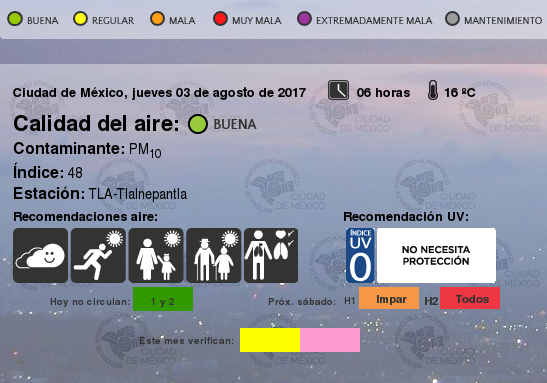 BUENA REGULAR MALA MUY MALA EXTREMADAMENTE MALA MANTENIMIENTO
Ciudad de México, jueves 03 de agosto de 2017 06 horas 16 ºC
Calidad del aire: BUENA
Contaminante: PM10
Índice: 48
Estación: TLA-Tlalnepantla
Recomendaciones aire: Recomendación UV:
ÍNDICE UV 0 NO NECESITA PROTECCIÓN
Hoy no circulan: 1 y 2 Próx. sábado: H1 Impar H2 Todos
Este mes verifican: